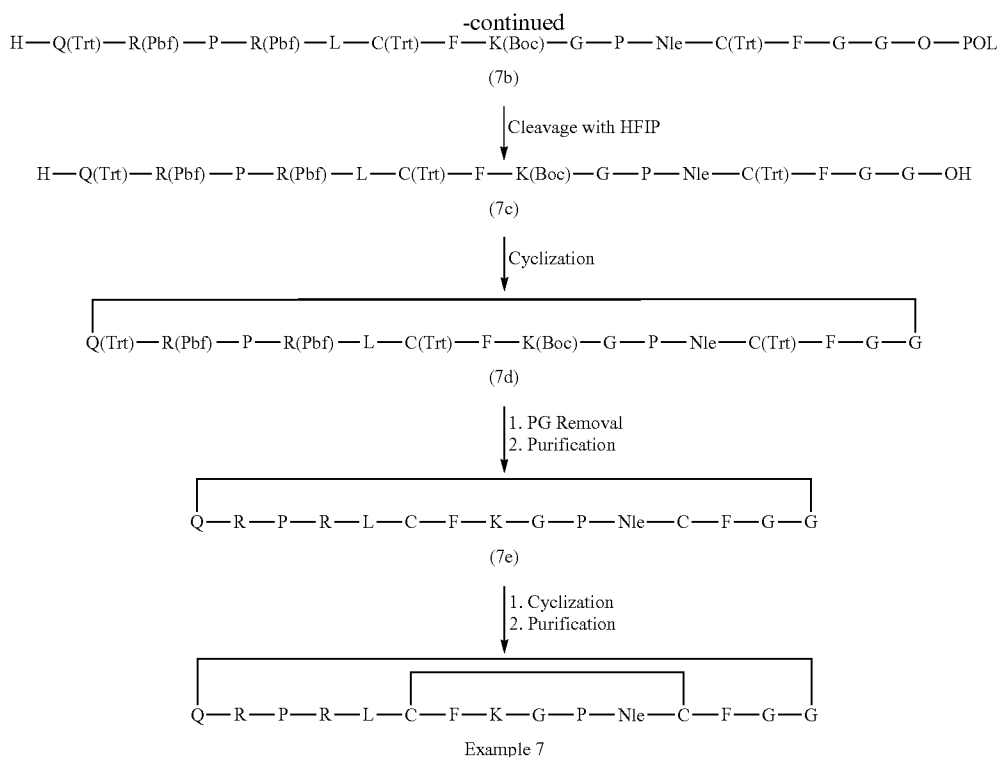 -continued
H—Q(Trt)—R(Pbf)—P—R(Pbf)—L—C(Trt)—F—K(Boc)—G—P—Nle—C(Trt)—F—G—G—O—POL
(7b)
Cleavage with HFIP
H—Q(Trt)—R(Pbf)—P—R(Pbf)—L—C(Trt)—F—K(Boc)—G—P—Nle—C(Trt)—F—G—G—OH
(7c)
Cyclization
Q(Trt)—R(Pbf)—P—R(Pbf)—L—C(Trt)—F—K(Boc)—G—P—Nle—C(Trt)—F—G—G
(7d)
1. PG Removal
2. Purification
Q—R—P—R—L—C—F—K—G—P—Nle—C—F—G—G
(7e)
1. Cyclization
2. Purification
Q—R—P—R—L—C—F—K—G—P—Nle—C—F—G—G
Example 7